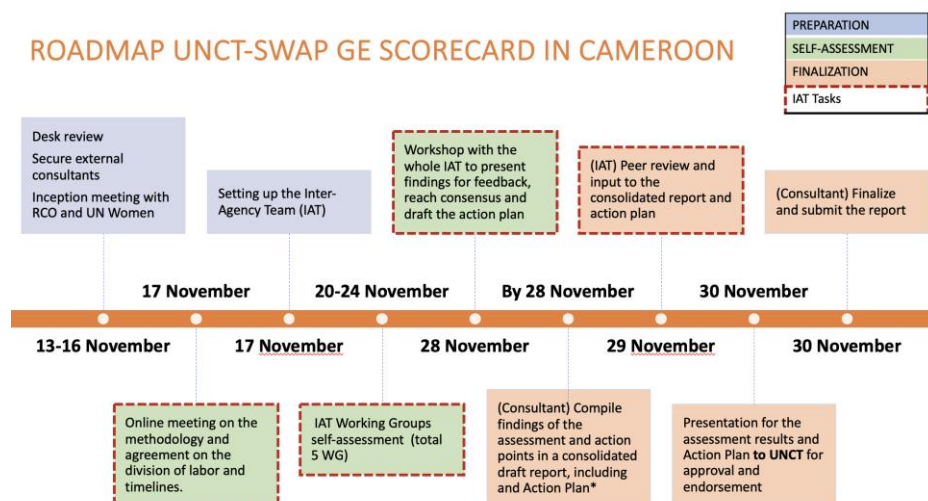 ROADMAP UNCT-SWAP GE SCORECARD IN CAMEROON
PREPARATION
SELF-ASSESSMENT
FINALIZATION
IAT Tasks
Desk review
Secure external
consultants
Inception meeting with
RCO and UN Women
Setting up the Inter-
Agency Team (IAT)
Workshop with the
whole IAT to present
findings for feedback,
reach consensus and
draft the action plan
(IAT) Peer review and
input to the
consolidated report and
action plan
(Consultant) Finalize
and submit the report
17 November
20-24 November
By 28 November
30 November
13-16 November
17 November
28 November
29 November
30 November
Online meeting on the
methodology and
agreement on the
division of labor and
timelines.
IAT Working Groups
self-assessment (total
5 WG)
(Consultant) Compile
findings of the
assessment and action
points in a consolidated
draft report, including
and Action Plan*
Presentation for the
assessment results and
Action Plan to UNCT for
approval and
endorsement